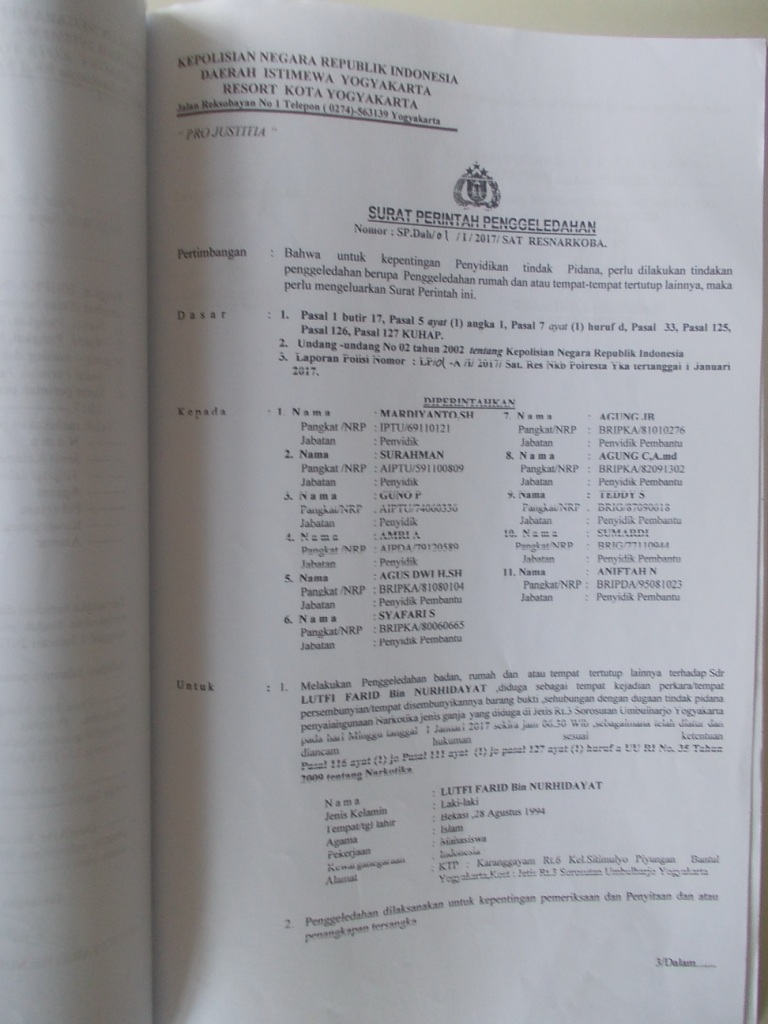 KEPOLISIAN NEGARA REPUBLIK INDONESIA
DAERAH ISTIMEWA YOGYAKARTA
RESORT KOTA YOGYAKARTA
Jalan Reksobayan No 1 Telepon ( 0274)-563139 Yogyakarta
" PRO JUSTITIA "
SURAT PERINTAH PENGGELEDAHAN
Nomor : SP.Dah/01 /I/2017/ SAT RESNARKOBA.
Pertimbangan : Bahwa untuk kepentingan Penyidikan tindak Pidana, perlu dilakukan tindakan
penggeledahan berupa Penggeledahan rumah dan atau tempat-tempat tertutup lainnya, maka
perlu mengeluarkan Surat Perintah ini.
D a s a r : 1. Pasal 1 butir 17, Pasal 5 ayat (1) angka 1, Pasal 7 ayat (1) huruf d, Pasal 33, Pasal 125,
Pasal 126, Pasal 127 KUHAP.
2. Undang -undang No 02 tahun 2002 tentang Kepolisian Negara Republik Indonesia
3. Laporan Polisi Nomor : 2017/ Sat. Res Nkb Polresta Yka tertanggal 1 Januari
2017.
DIPERINTAHKAN
K e p a d a : 1. N a m a : MARDIYANTO.SH 7. N a m a : AGUNG .IR
Pangkat /NRP : IPTU/69110121 Pangkat/NRP : BRIPKA/81010276
Jabatan : Penyidik Jabatan : Penyidik Pembantu
2. Nama : SURAHMAN 8. N a m a : AGUNG C,A.md
Pangkat /NRP : AIPTU/591100809 Pangkat/NRP : BRIPKA/82091302
Jabatan : Penyidik Jabatan : Penyidik Pembantu
3. N a m a : GUNO P 9. Nama : TEDDY S
Pangkat/NRP : AIPTU/74060336 Pangkat/NRP : BRIG/87090618
Jabatan : Penyidik Jabatan : Penyidik Pembantu
4. N a m a : AMRI A 10. N a m a : SUMARDI
Pangkat /NRP : AIPDA/79120589 Pangkat/NRP : BRIG/77110944
Jabatan : Penyidik Jabatan : Penyidik Pembantu
5. Nama : AGUS DWI H.SH 11. Nama : ANIFTAH N
Pangkat /NRP : BRIPKA/81080104 Pangkat/NRP : BRIPDA/95081023
Jabatan : Penyidik Pembantu Jabatan : Penyidik Pembantu
6. N a m a : SYAFARI S
Pangkat/NRP : BRIPKA/80060665
Jabatan : Penyidik Pembantu
U n t u k : 1. Melakukan Penggeledahan badan, rumah dan atau tempat tertutup lainnya terhadap Sdr
LUTFI FARID Bin NURHIDAYAT ,diduga sebagai tempat kejadian perkara/tempat
persembunyian/tempat disembunyikannya barang bukti ,sehubungan dengan dugaan tindak pidana
penyalahgunaan Narkotika jenis ganja yang diduga di Jetis Rt.3 Sorosutan Umbulharjo Yogyakarta
pada hari Minggu tanggal 1 Januari 2017 sekira jam 06.30 Wib ,sebagaimana telah diatur dan
diancam hukuman sesuai ketentuan
Pasal 116 ayat (1) jo Pasal 111 ayat (1) jo pasal 127 ayat (1) huruf a UU RI No. 35 Tahun
2009 tentang Narkotika
N a m a : LUTFI FARID Bin NURHIDAYAT
Jenis Kelamin : Laki-laki
Tempat/tgl lahir : Bekasi ,28 Agustus 1994
Agama : Islam
Pekerjaan : Mahasiswa
Kewarganegaraan : Indonesia
Alamat : KTP : Karanggayam Rt.6 Kel.Sitimulyo Piyungan Bantul
Yogyakarta,Kost : Jetis Rt.3 Sorosutan Umbulharjo Yogyakarta
2. Penggeledahan dilaksanakan untuk kepentingan pemeriksaan dan Penyitaan dan atau
penangkapan tersangka
3/Dalam......